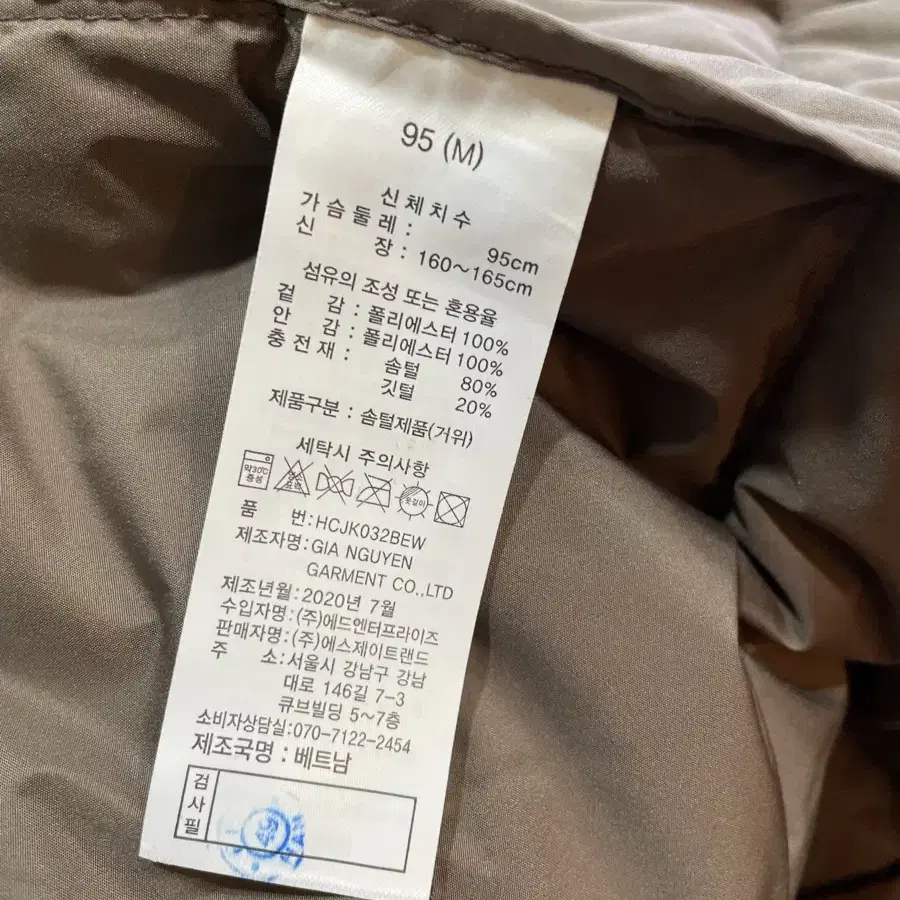 95 (M)
신체치수
가슴둘레 : 95cm
신 장 : 160~165cm
섬유의 조성 또는 혼용율
겉 감 : 폴리에스터 100%
안 감 : 폴리에스터 100%
충전재 : 솜털 80%
깃털 20%
제품구분 : 솜털제품(거위)
세탁시 주의사항
약30℃
중성
옷걸이
품 번:HCJK032BEW
제조자명:GIA NGUYEN
GARMENT CO.,LTD
제조년월:2020년 7월
수입자명:(주)에드엔터프라이즈
판매자명:(주)에스제이트랜드
주 소:서울시 강남구 강남
대로 146길 7-3
큐브빌딩 5~7층
소비자상담실:070-7122-2454
제조국명 : 베트남
검사필